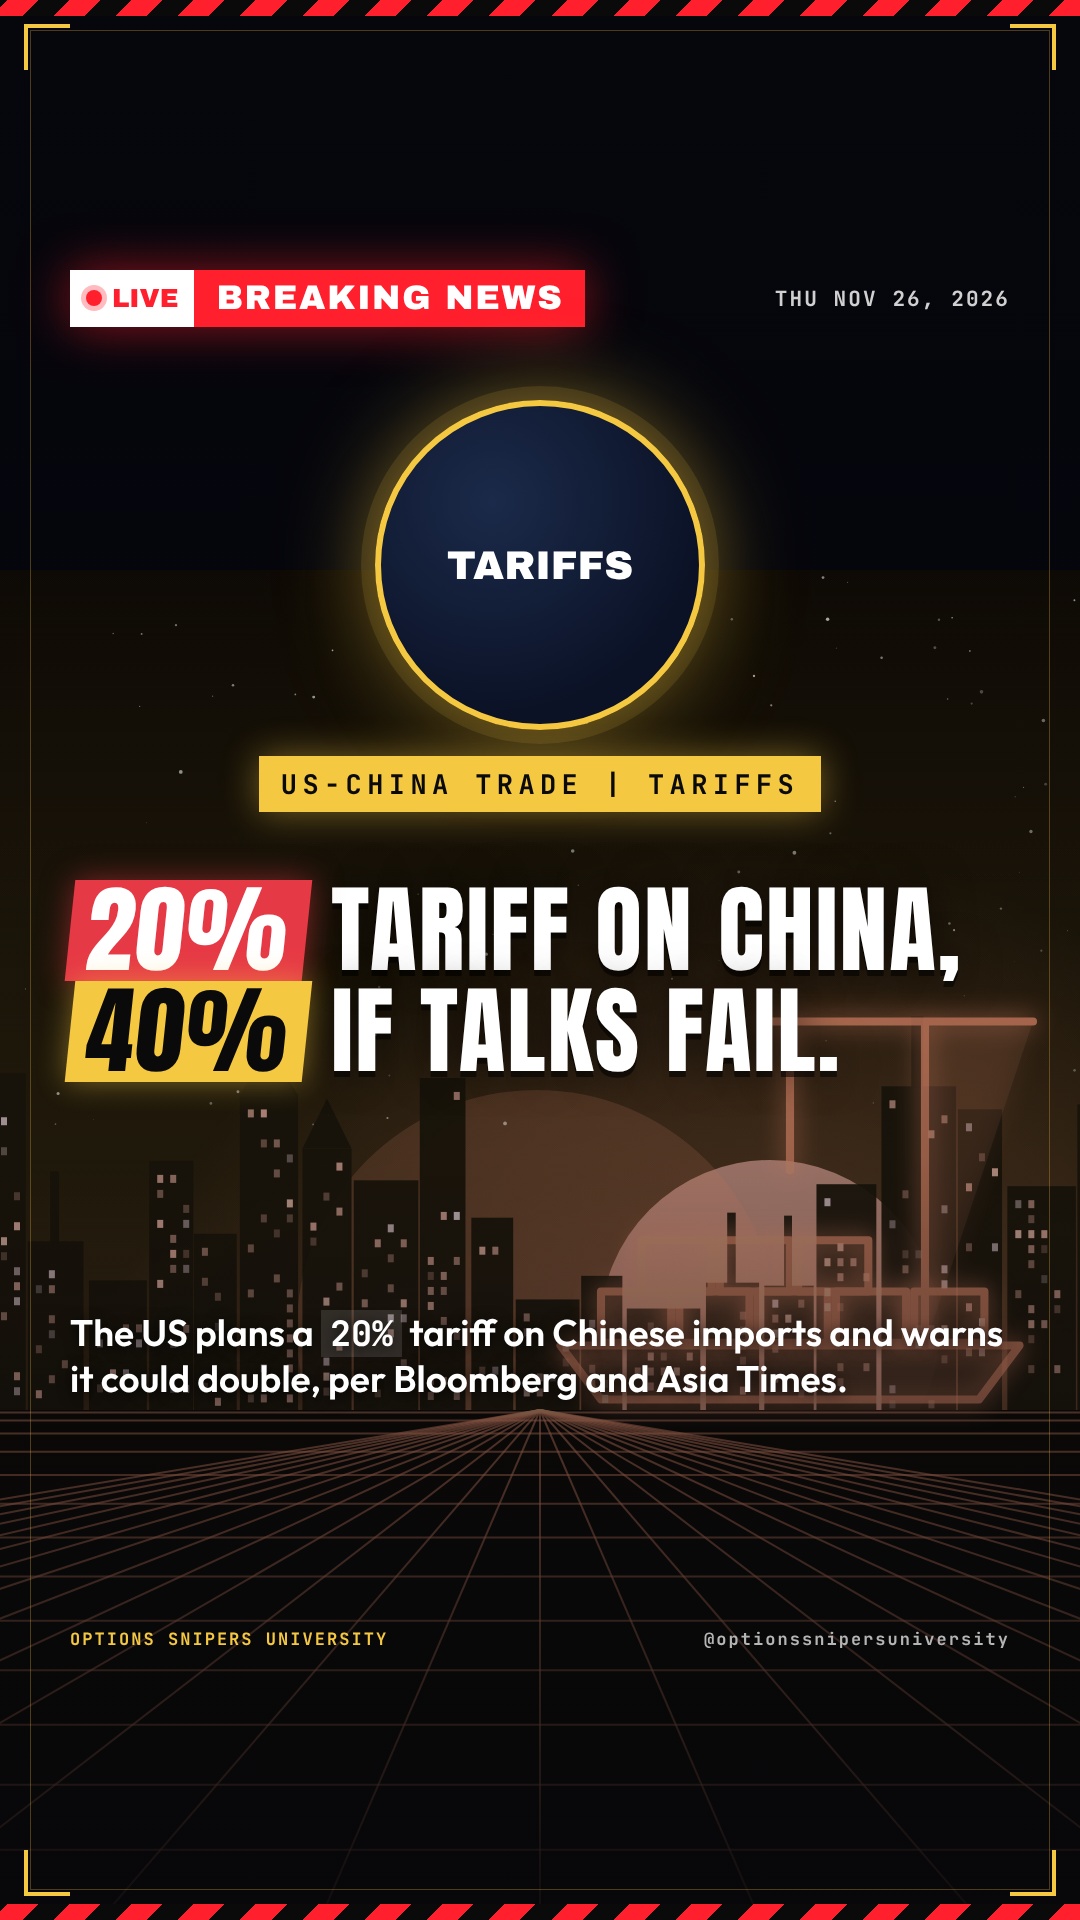 LIVE BREAKING NEWS
THU NOV 26, 2026
TARIFFS
US-CHINA TRADE | TARIFFS
20% TARIFF ON CHINA,
40% IF TALKS FAIL.
The US plans a 20% tariff on Chinese imports and warns
it could double, per Bloomberg and Asia Times.
OPTIONS SNIPERS UNIVERSITY
@optionssnipersuniversity